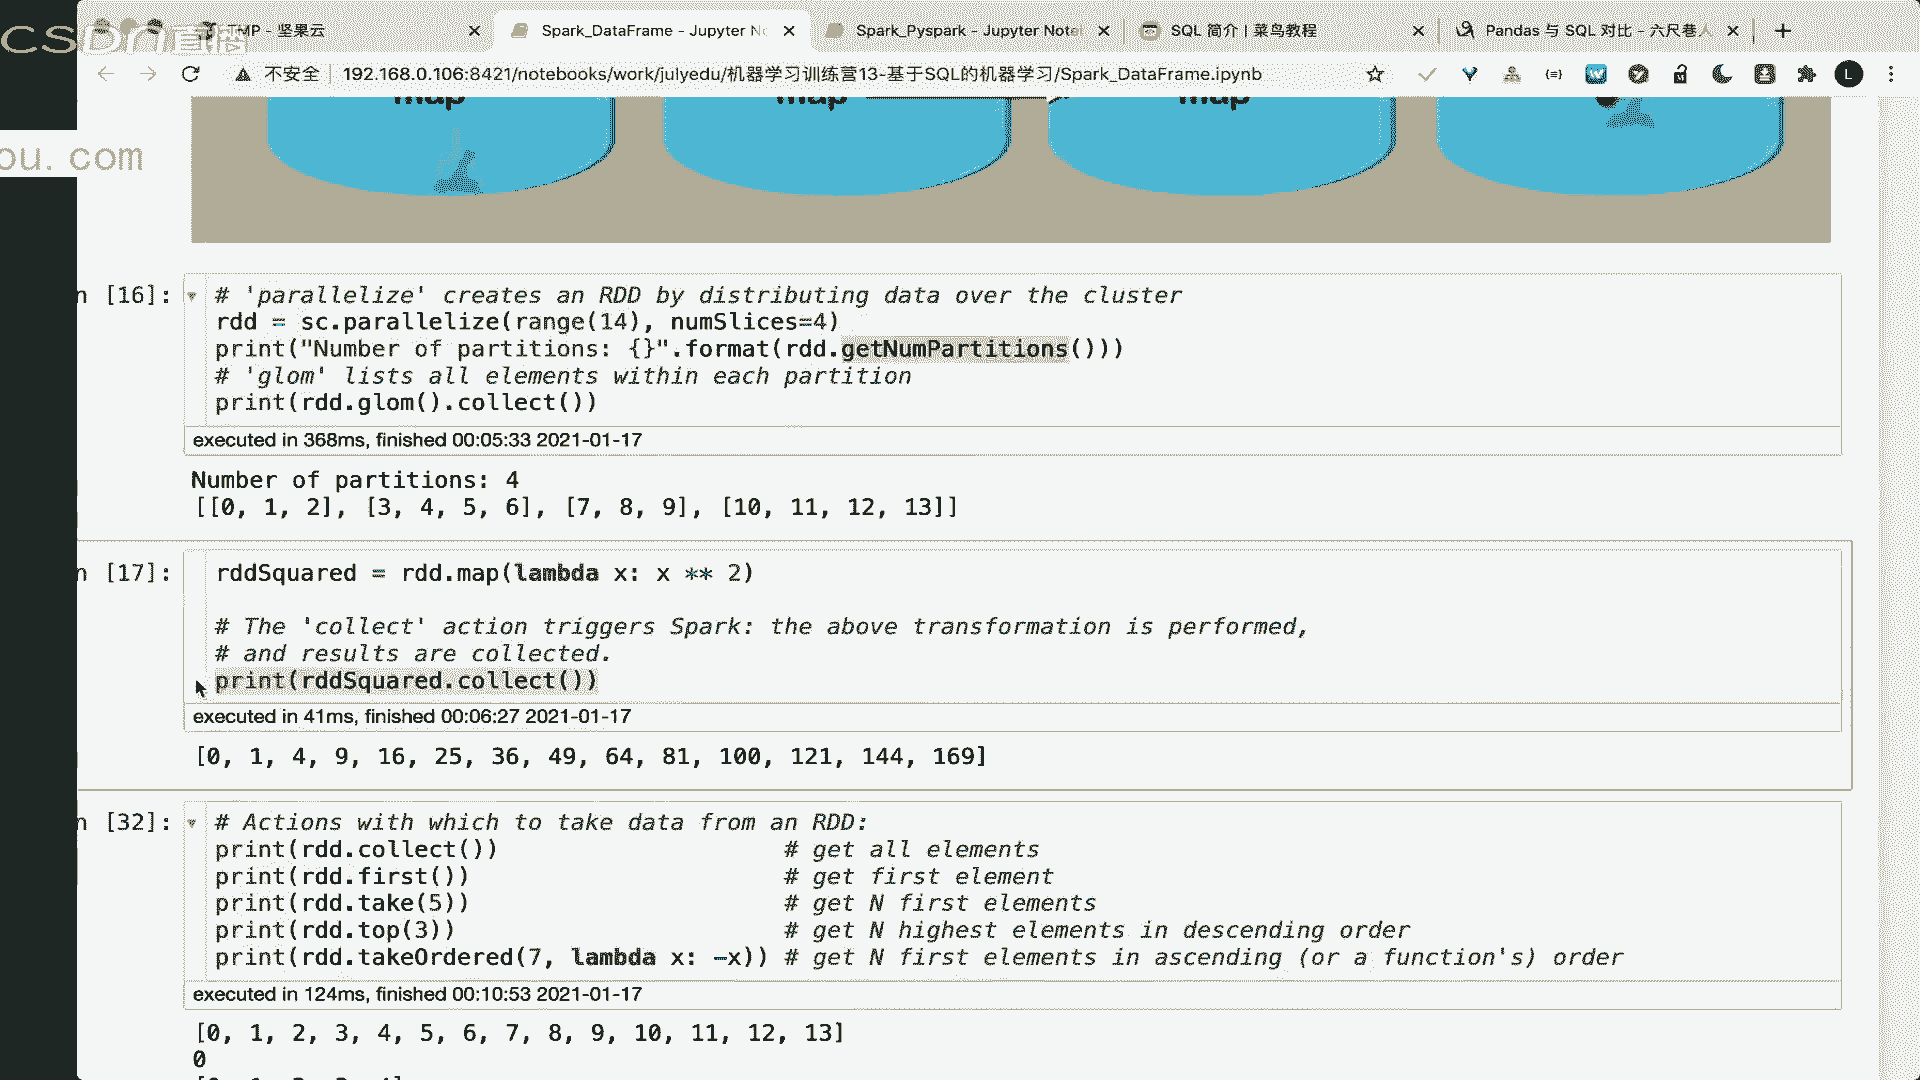 CSDN直播
TMP - 坚果云
Spark_DataFrame - Jupyter No
Spark_Pyspark - Jupyter Note
SQL 简介 | 菜鸟教程
Pandas 与 SQL 对比 - 六尺巷人
不安全
192.168.0.106:8421/notebooks/work/julyedu/机器学习训练营13-基于SQL的机器学习/Spark_DataFrame.ipynb
L
map map map
ou.com
n [16]:
# 'parallelize' creates an RDD by distributing data over the cluster
rdd = sc.parallelize(range(14), numSlices=4)
print("Number of partitions: {}".format(rdd.getNumPartitions()))
# 'glom' lists all elements within each partition
print(rdd.glom().collect())
executed in 368ms, finished 00:05:33 2021-01-17
Number of partitions: 4
[[0, 1, 2], [3, 4, 5, 6], [7, 8, 9], [10, 11, 12, 13]]
n [17]:
rddSquared = rdd.map(lambda x: x ** 2)
# The 'collect' action triggers Spark: the above transformation is performed,
# and results are collected.
print(rddSquared.collect())
executed in 41ms, finished 00:06:27 2021-01-17
[0, 1, 4, 9, 16, 25, 36, 49, 64, 81, 100, 121, 144, 169]
n [32]:
# Actions with which to take data from an RDD:
print(rdd.collect()) # get all elements
print(rdd.first()) # get first element
print(rdd.take(5)) # get N first elements
print(rdd.top(3)) # get N highest elements in descending order
print(rdd.takeOrdered(7, lambda x: -x)) # get N first elements in ascending (or a function's) order
executed in 124ms, finished 00:10:53 2021-01-17
[0, 1, 2, 3, 4, 5, 6, 7, 8, 9, 10, 11, 12, 13]
0